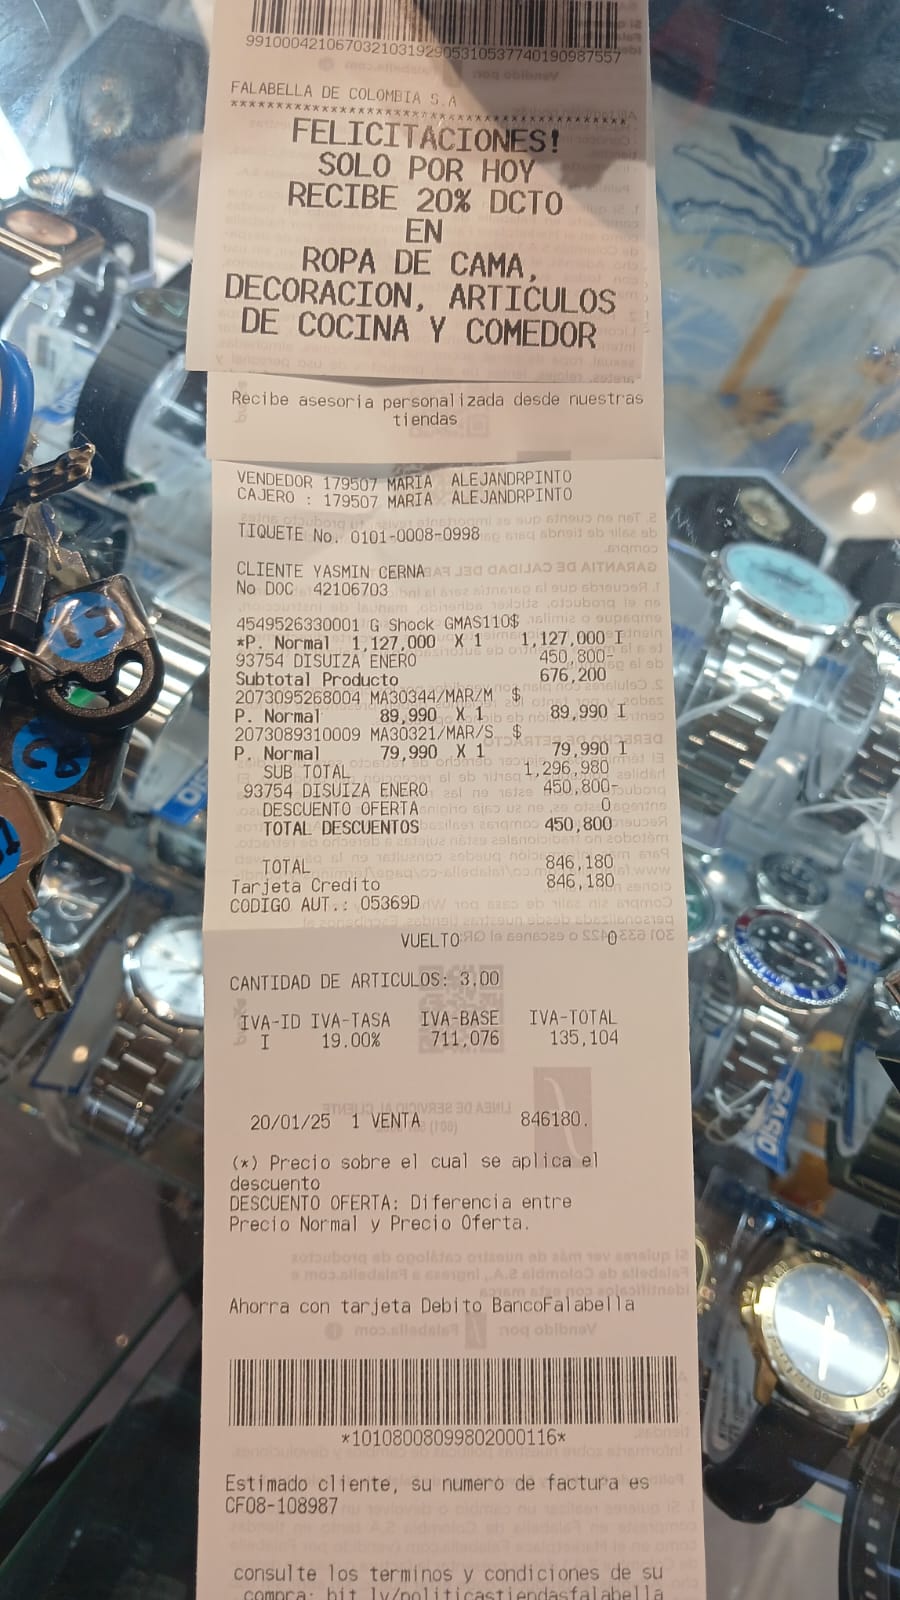 991000421067032103192905310537740190987557
FALABELLA DE COLOMBIA S.A
******************************************
FELICITACIONES!
SOLO POR HOY
RECIBE 20% DCTO
EN
ROPA DE CAMA,
DECORACION, ARTICULOS
DE COCINA Y COMEDOR
Recibe asesoria personalizada desde nuestras
tiendas
VENDEDOR 179507 MARIA ALEJANDRPINTO
CAJERO : 179507 MARIA ALEJANDRPINTO
TIQUETE No. 0101-0008-0998
CLIENTE YASMIN CERNA
No DOC 42106703
4549526330001 G Shock GMAS110$
*P. Normal 1,127,000 X 1 1,127,000 I
93754 DISUIZA ENERO 450,800-
Subtotal Producto 676,200
2073095268004 MA30344/MAR/M $
P. Normal 89,990 X 1 89,990 I
2073089310009 MA30321/MAR/S $
P. Normal 79,990 X 1 79,990 I
SUB TOTAL 1,296,980
93754 DISUIZA ENERO 450,800-
DESCUENTO OFERTA 0
TOTAL DESCUENTOS 450,800
TOTAL 846,180
Tarjeta Credito 846,180
CODIGO AUT.: 05369D
VUELTO 0
CANTIDAD DE ARTICULOS: 3.00
IVA-ID IVA-TASA IVA-BASE IVA-TOTAL
I 19.00% 711,076 135,104
20/01/25 1 VENTA 846180.
(*) Precio sobre el cual se aplica el
descuento
DESCUENTO OFERTA: Diferencia entre
Precio Normal y Precio Oferta.
Ahorra con tarjeta Debito BancoFalabella
*10108008099802000116*
Estimado cliente, su numero de factura es
CF08-108987
consulte los terminos y condiciones de su
compra: bit.ly/politicastiendasfalabella
CASIO